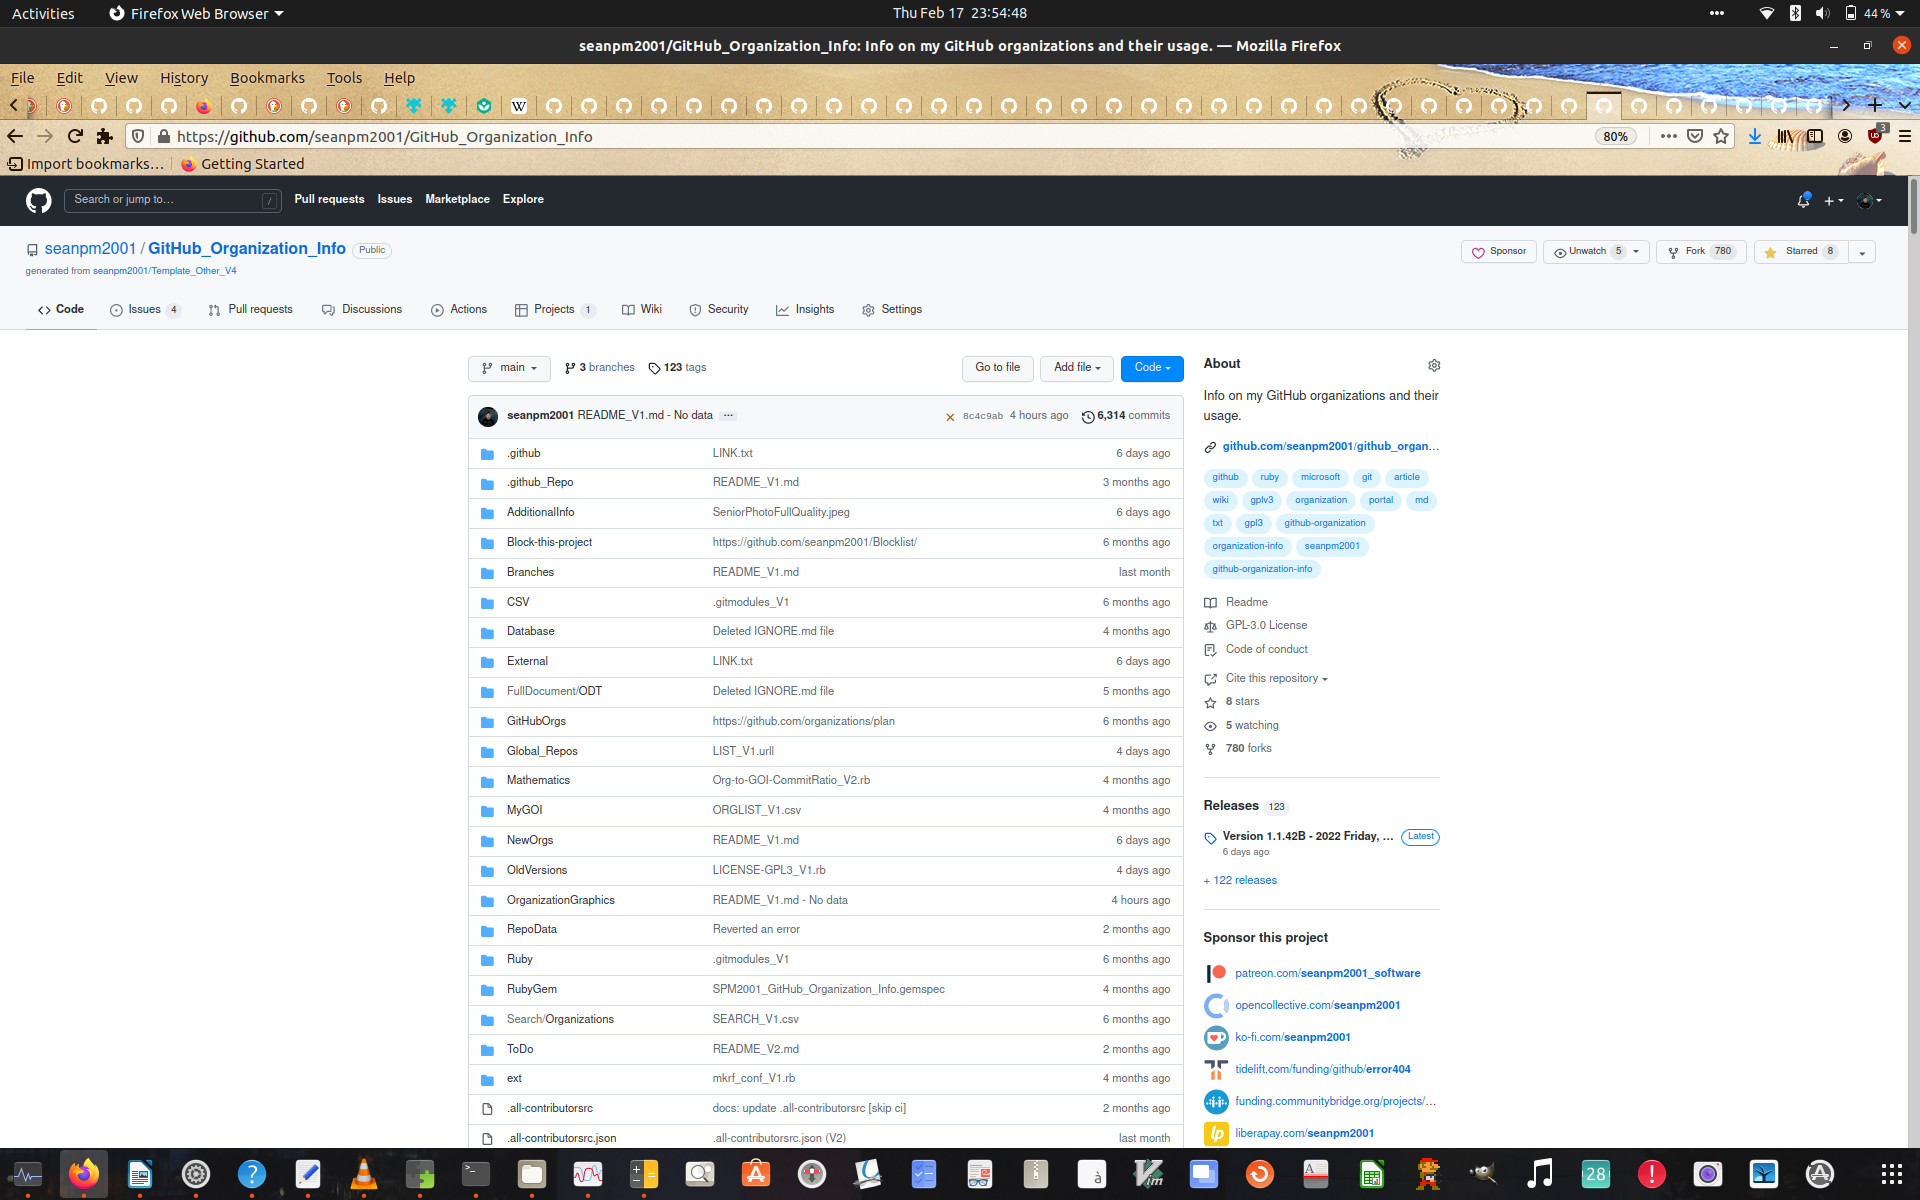 Activities Firefox Web Browser Thu Feb 17 23:54:48 44 %
seanpm2001/GitHub_Organization_Info: Info on my GitHub organizations and their usage. — Mozilla Firefox
File Edit View History Bookmarks Tools Help
https://github.com/seanpm2001/GitHub_Organization_Info 80% 3
Import bookmarks… Getting Started
Search or jump to… / Pull requests Issues Marketplace Explore
seanpm2001 / GitHub_Organization_Info Public Sponsor Unwatch 5 Fork 780 Starred 8
generated from seanpm2001/Template_Other_V4
Code Issues 4 Pull requests Discussions Actions Projects 1 Wiki Security Insights Settings
main 3 branches 123 tags Go to file Add file Code
seanpm2001 README_V1.md - No data ... 8c4c9ab 4 hours ago 6,314 commits
.github LINK.txt 6 days ago
.github_Repo README_V1.md 3 months ago
AdditionalInfo SeniorPhotoFullQuality.jpeg 6 days ago
Block-this-project https://github.com/seanpm2001/Blocklist/ 6 months ago
Branches README_V1.md last month
CSV .gitmodules_V1 6 months ago
Database Deleted IGNORE.md file 4 months ago
External LINK.txt 6 days ago
FullDocument/ODT Deleted IGNORE.md file 5 months ago
GitHubOrgs https://github.com/organizations/plan 6 months ago
Global_Repos LIST_V1.urll 4 days ago
Mathematics Org-to-GOI-CommitRatio_V2.rb 4 months ago
MyGOI ORGLIST_V1.csv 4 months ago
NewOrgs README_V1.md 6 days ago
OldVersions LICENSE-GPL3_V1.rb 4 days ago
OrganizationGraphics README_V1.md - No data 4 hours ago
RepoData Reverted an error 2 months ago
Ruby .gitmodules_V1 6 months ago
RubyGem SPM2001_GitHub_Organization_Info.gemspec 4 months ago
Search/Organizations SEARCH_V1.csv 6 months ago
ToDo README_V2.md 2 months ago
ext mkrf_conf_V1.rb 4 months ago
.all-contributorsrc docs: update .all-contributorsrc [skip ci] 2 months ago
.all-contributorsrc.json .all-contributorsrc.json (V2) last month
About
Info on my GitHub organizations and their
usage.
github.com/seanpm2001/github_organ…
github ruby microsoft git article
wiki gplv3 organization portal md
txt gpl3 github-organization
organization-info seanpm2001
github-organization-info
Readme
GPL-3.0 License
Code of conduct
Cite this repository
8 stars
5 watching
780 forks
Releases 123
Version 1.1.42B - 2022 Friday, … Latest
6 days ago
+ 122 releases
Sponsor this project
patreon.com/seanpm2001_software
opencollective.com/seanpm2001
ko-fi.com/seanpm2001
tidelift.com/funding/github/error404
funding.communitybridge.org/projects/…
liberapay.com/seanpm2001
28